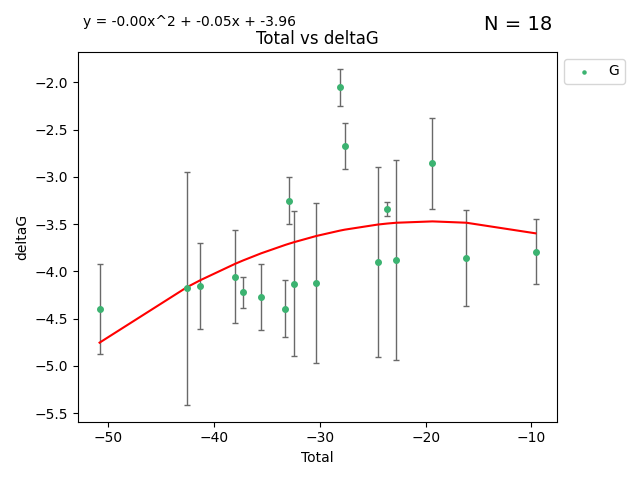 y = -0.00x^2 + -0.05x + -3.96
N = 18
Total vs deltaG
G
−2.0
−2.5
−3.0
−3.5
−4.0
−4.5
−5.0
−5.5
deltaG
−50 −40 −30 −20 −10
Total